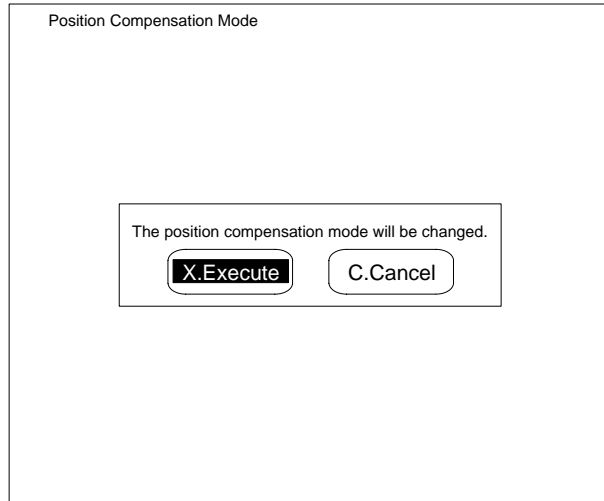 Position Compensation Mode
The position compensation mode will be changed.
X.Execute C.Cancel